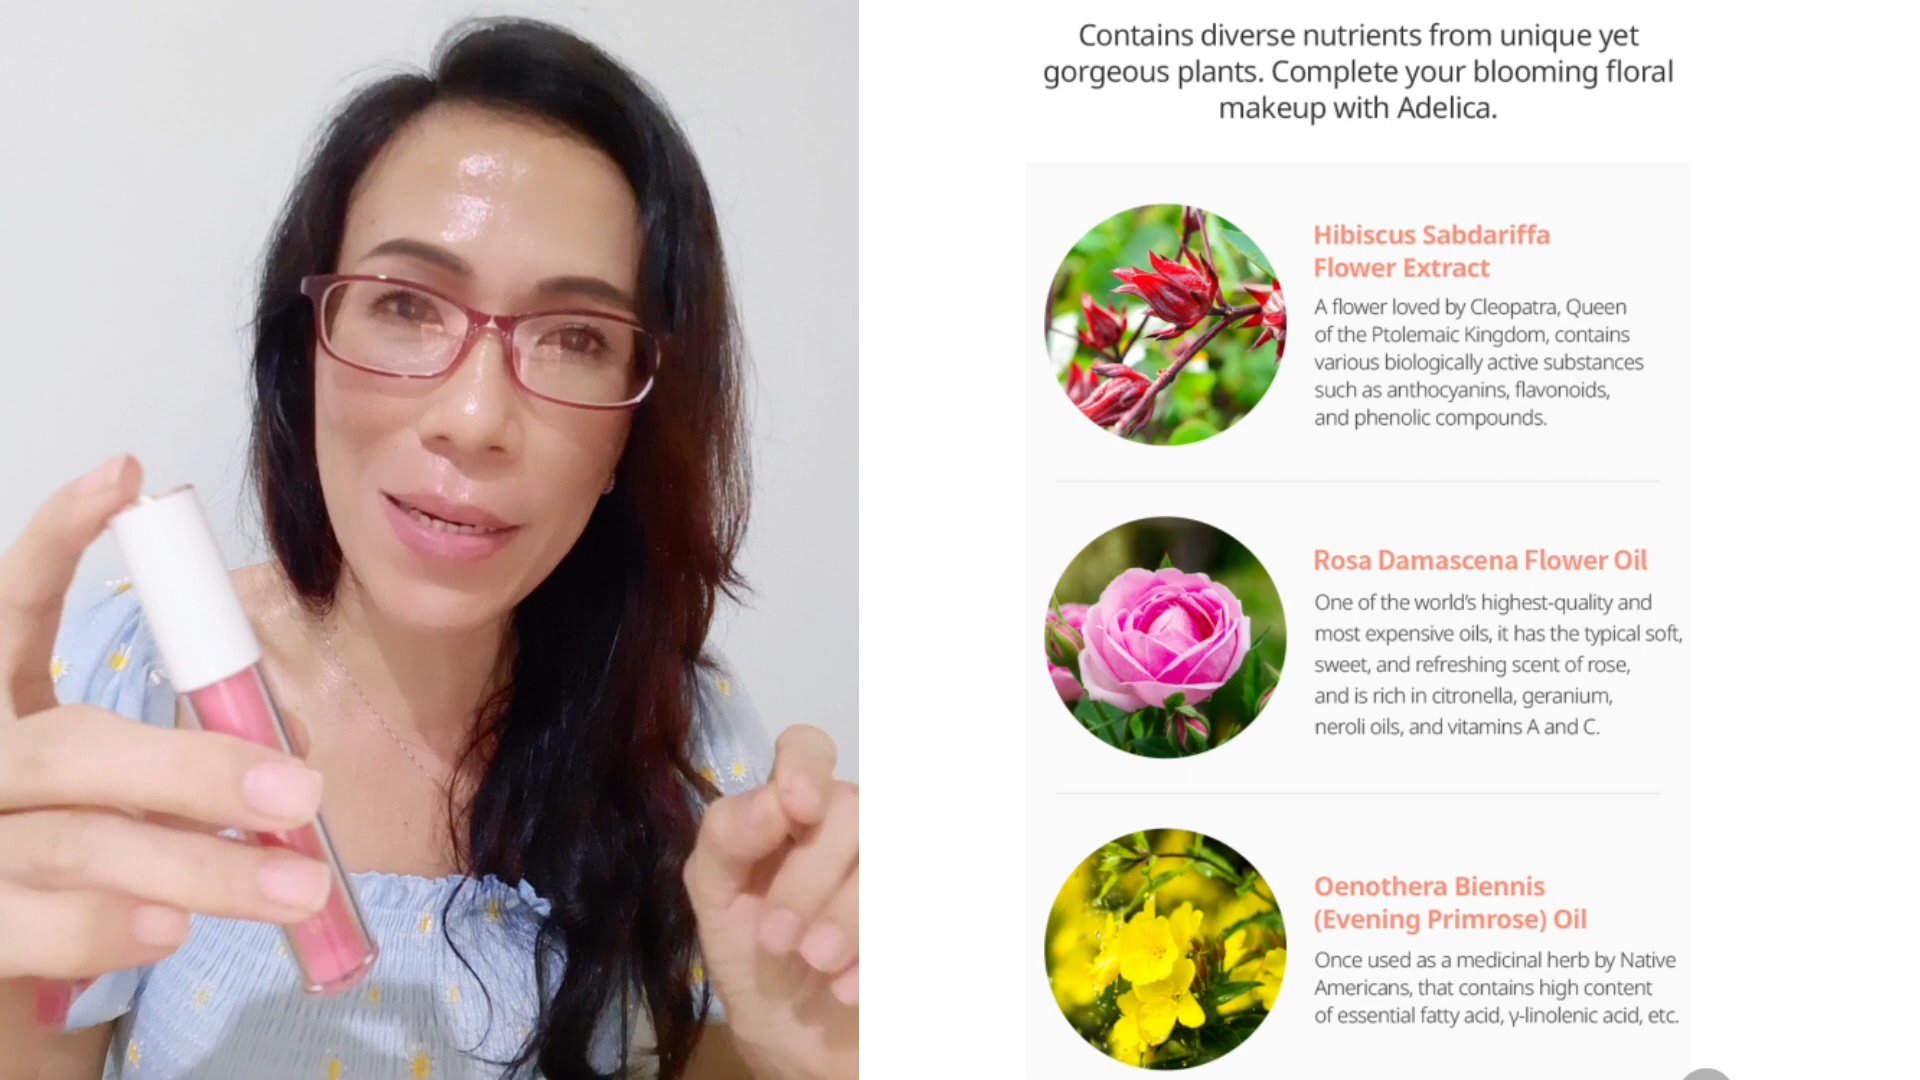 Contains diverse nutrients from unique yet
gorgeous plants. Complete your blooming floral
makeup with Adelica.
Hibiscus Sabdariffa
Flower Extract
A flower loved by Cleopatra, Queen
of the Ptolemaic Kingdom, contains
various biologically active substances
such as anthocyanins, flavonoids,
and phenolic compounds.
Rosa Damascena Flower Oil
One of the world's highest-quality and
most expensive oils, it has the typical soft,
sweet, and refreshing scent of rose,
and is rich in citronella, geranium,
neroli oils, and vitamins A and C.
Oenothera Biennis
(Evening Primrose) Oil
Once used as a medicinal herb by Native
Americans, that contains high content
of essential fatty acid, γ-linolenic acid, etc.